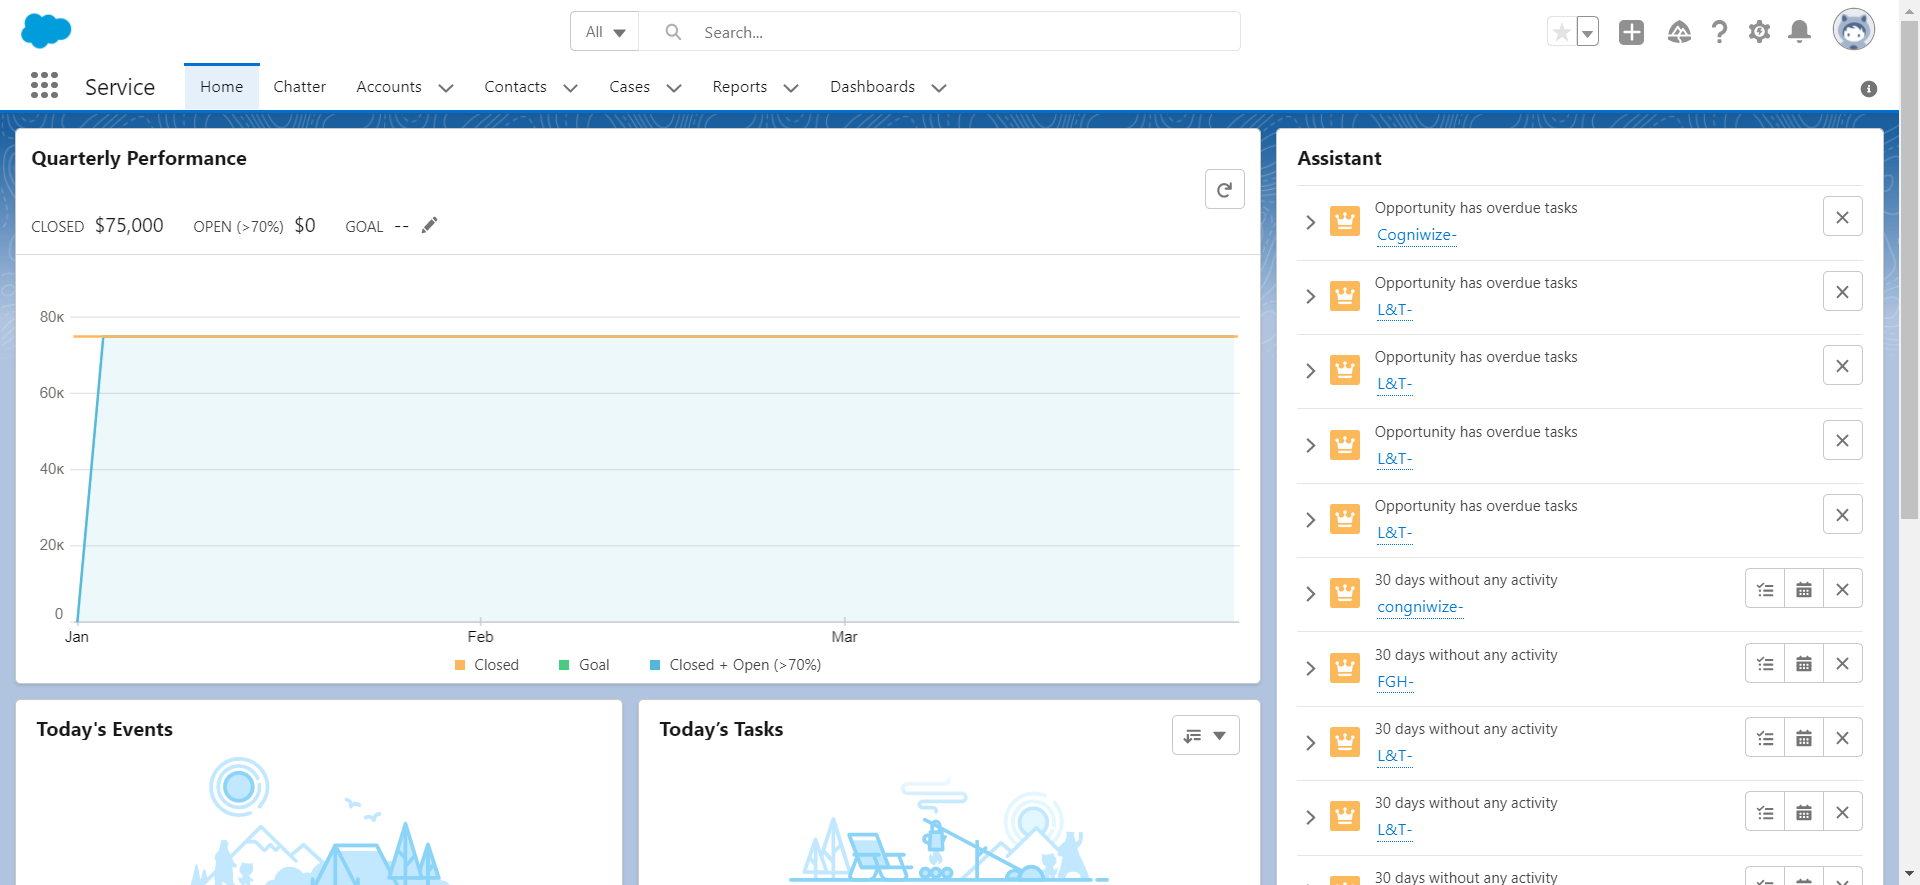 All
Search...
Service
Home
Chatter
Accounts
Contacts
Cases
Reports
Dashboards
Quarterly Performance
CLOSED $75,000 OPEN (>70%) $0 GOAL --
80K
60K
40K
20K
0
Jan Feb Mar
Closed Goal Closed + Open (>70%)
Today's Events
Today’s Tasks
Assistant
Opportunity has overdue tasks
Cogniwize-
Opportunity has overdue tasks
L&T-
Opportunity has overdue tasks
L&T-
Opportunity has overdue tasks
L&T-
Opportunity has overdue tasks
L&T-
30 days without any activity
congniwize-
30 days without any activity
FGH-
30 days without any activity
L&T-
30 days without any activity
L&T-
30 days without any activity